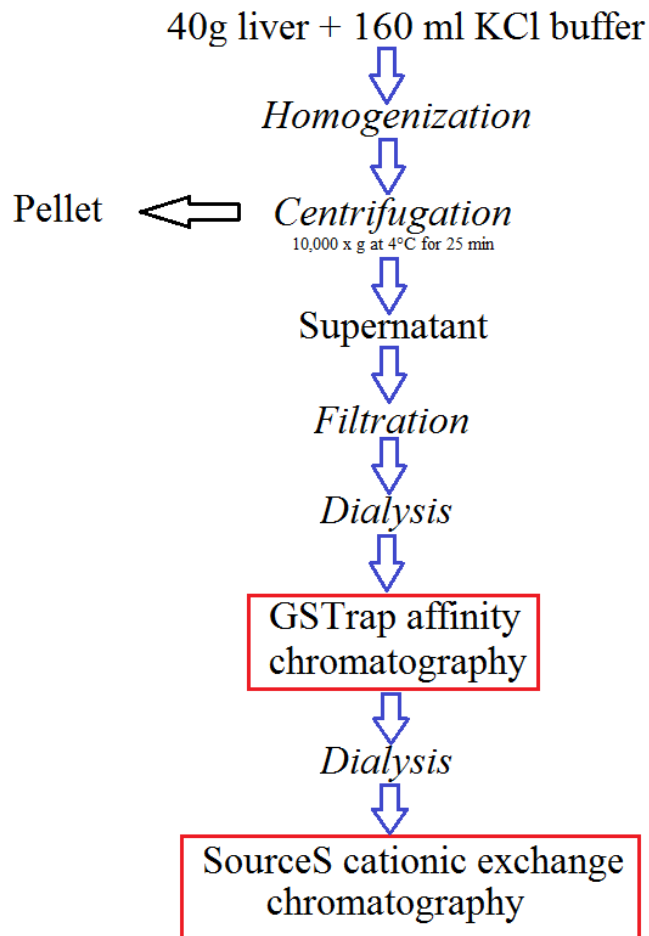 40g liver + 160 ml KCl buffer
Homogenization
Pellet
Centrifugation
10,000 x g at 4°C for 25 min
Supernatant
Filtration
Dialysis
GSTrap affinity
chromatography
Dialysis
SourceS cationic exchange
chromatography